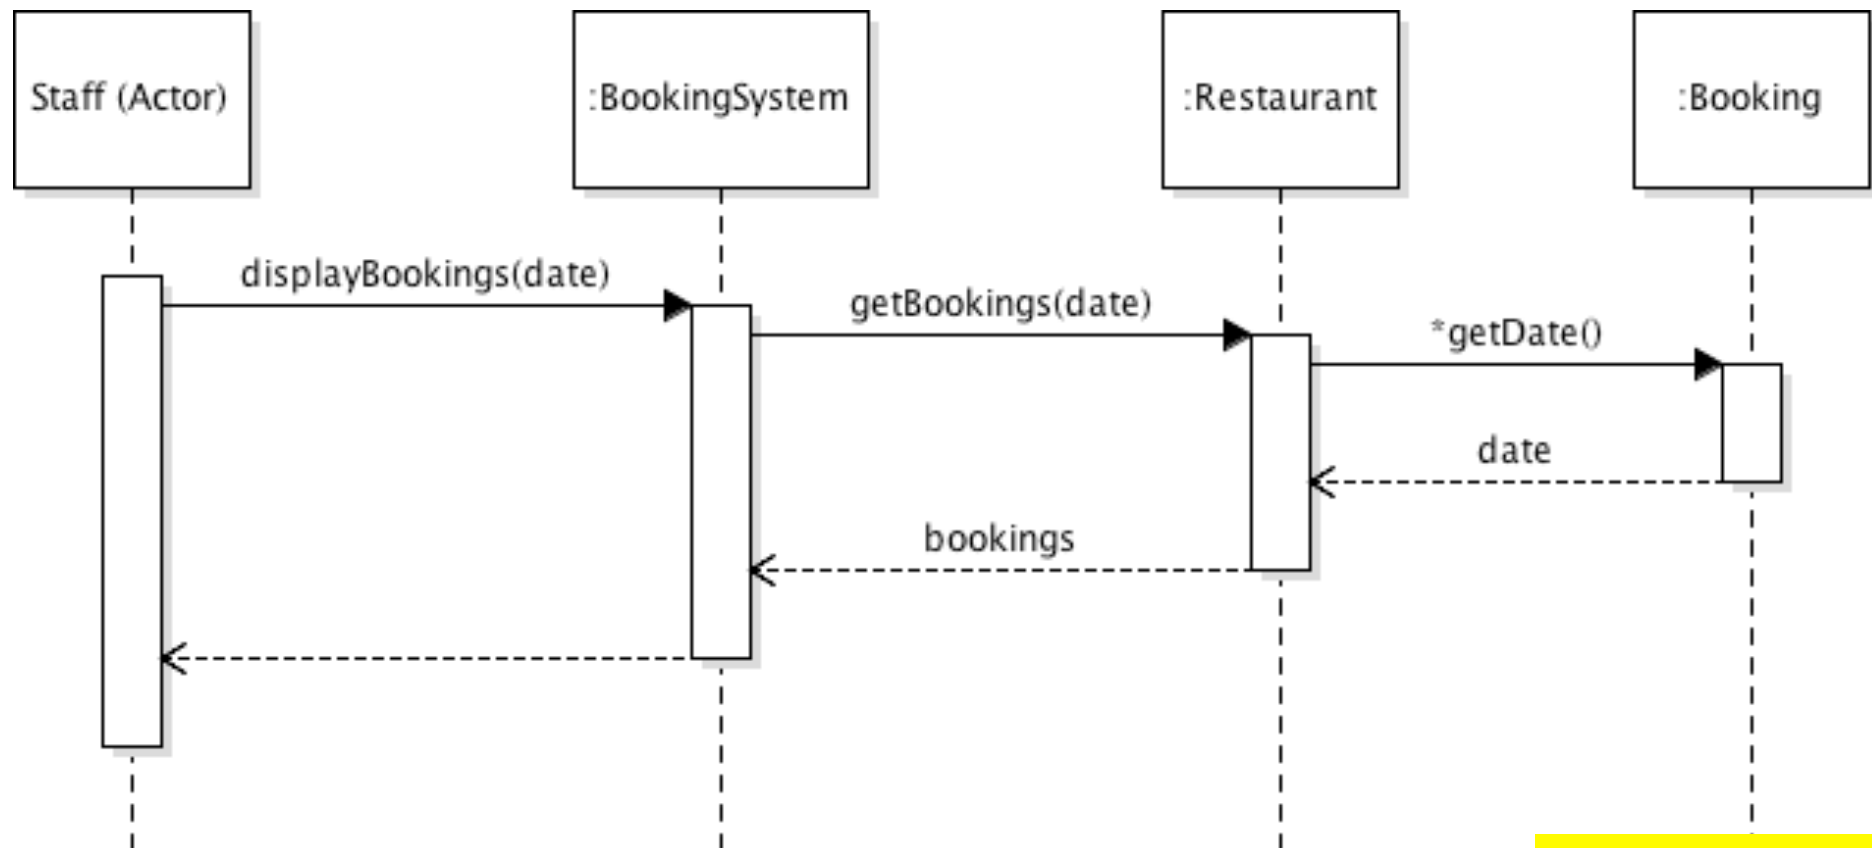 Staff (Actor)
:BookingSystem
:Restaurant
:Booking
displayBookings(date)
getBookings(date)
*getDate()
date
bookings